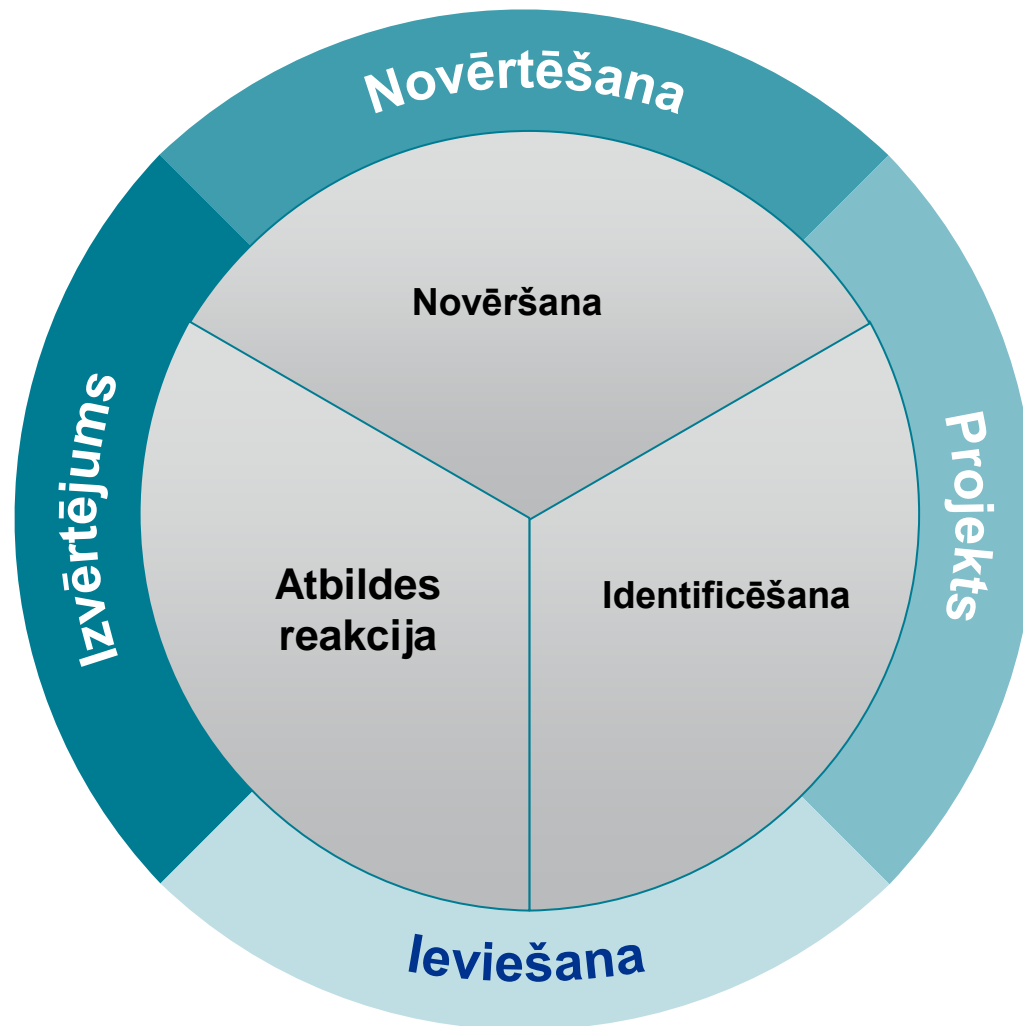 Novērtēšana
Novēršana
Izvērtējums
Projekts
Atbildes
reakcija
Identificēšana
Ieviešana